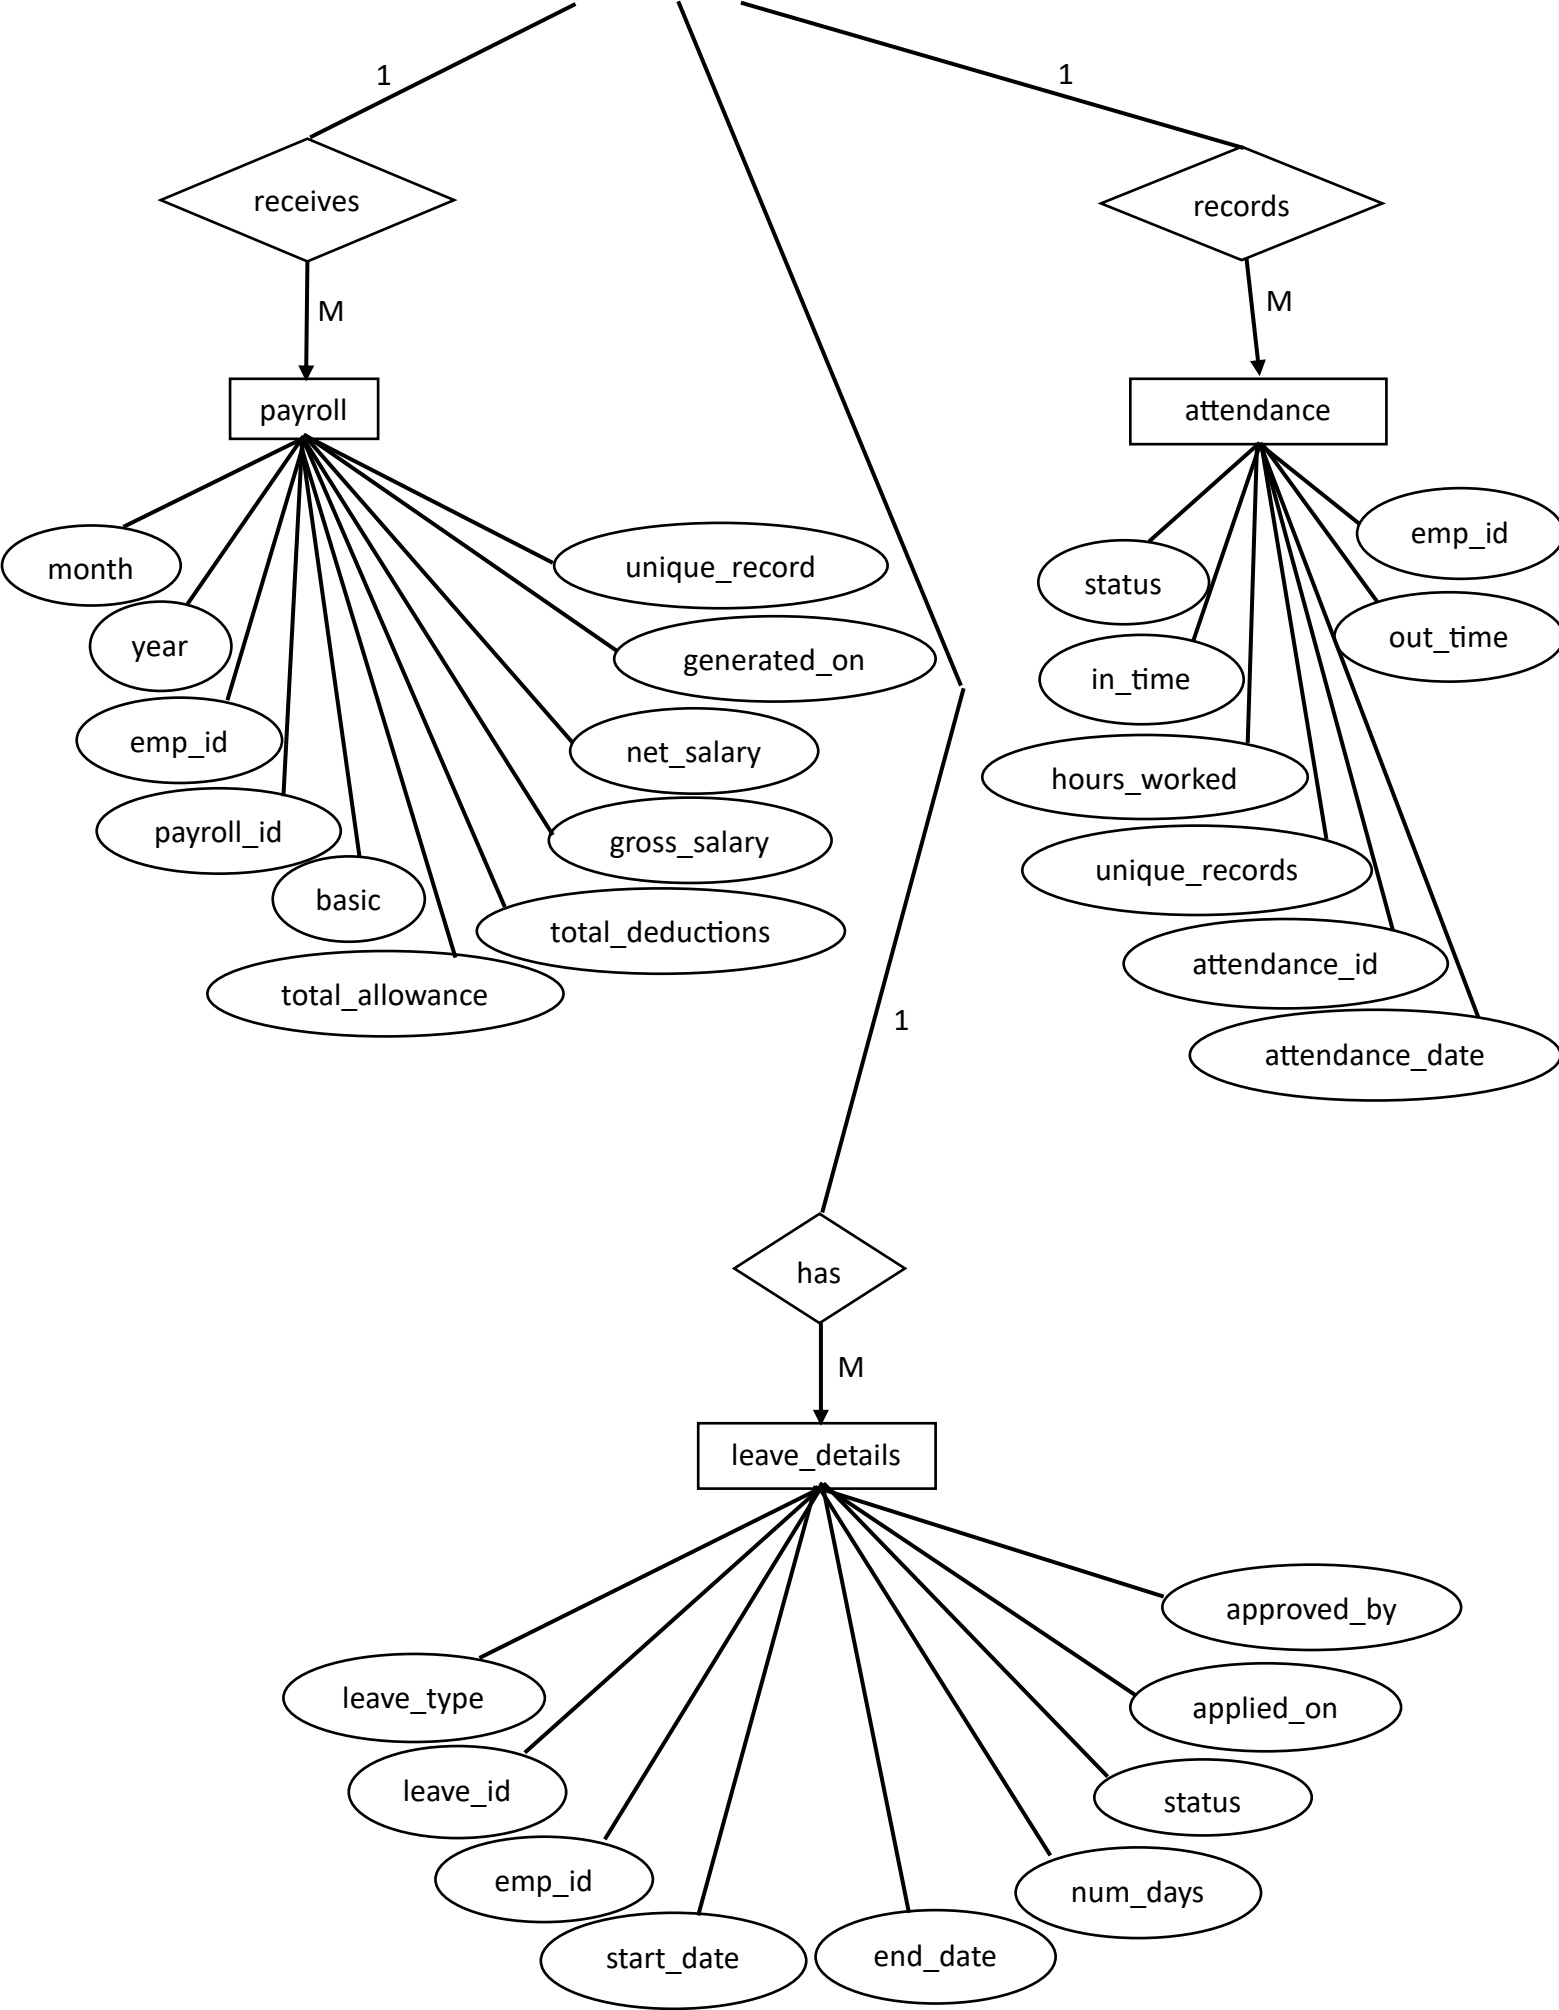 1
1
receives
records
M
M
payroll
attendance
month
unique_record
emp_id
status
year
generated_on
out_time
in_time
emp_id
net_salary
hours_worked
payroll_id
gross_salary
unique_records
basic
total_deductions
attendance_id
total_allowance
1
attendance_date
has
M
leave_details
approved_by
leave_type
applied_on
leave_id
status
emp_id
num_days
start_date
end_date